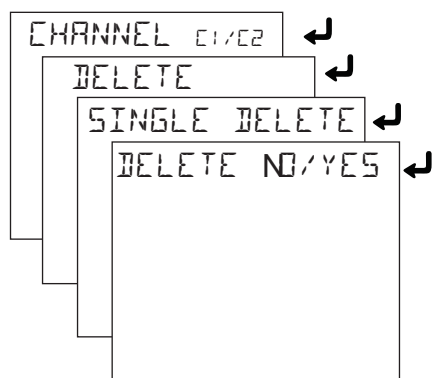 CHANNEL C1/C2
DELETE
SINGLE DELETE
DELETE NO/YES